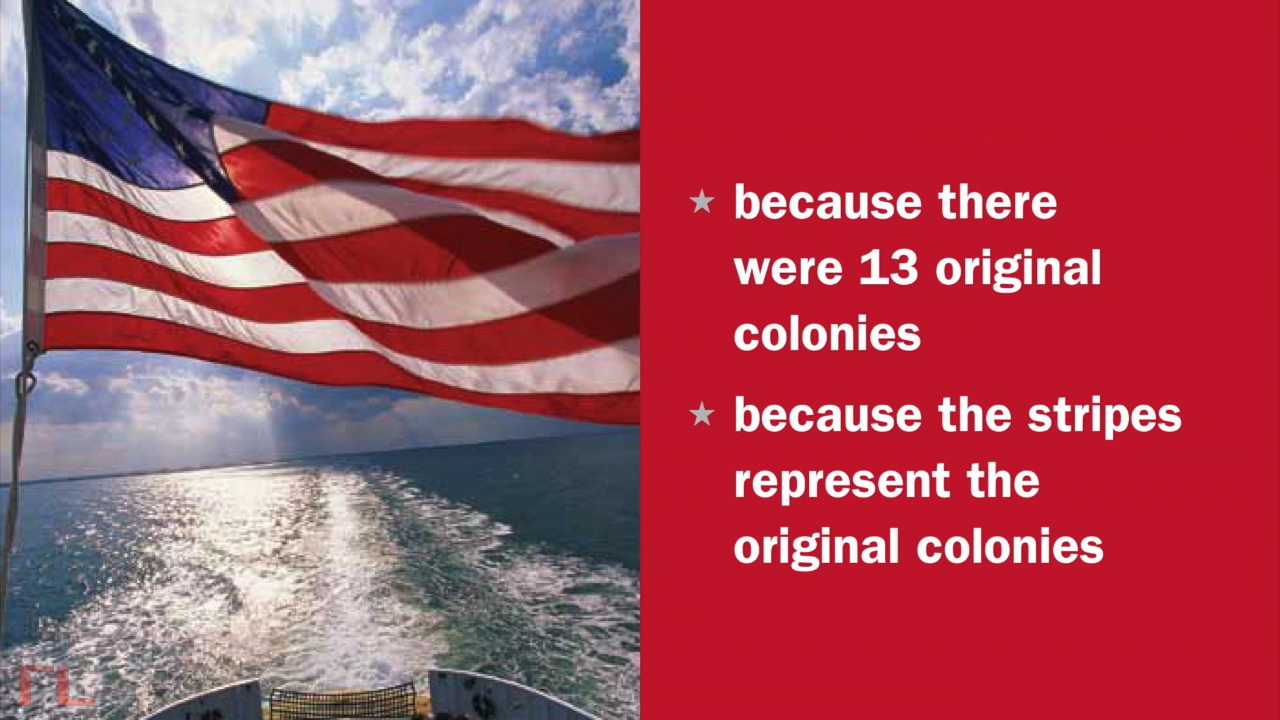 because there
were 13 original
colonies
because the stripes
represent the
original colonies